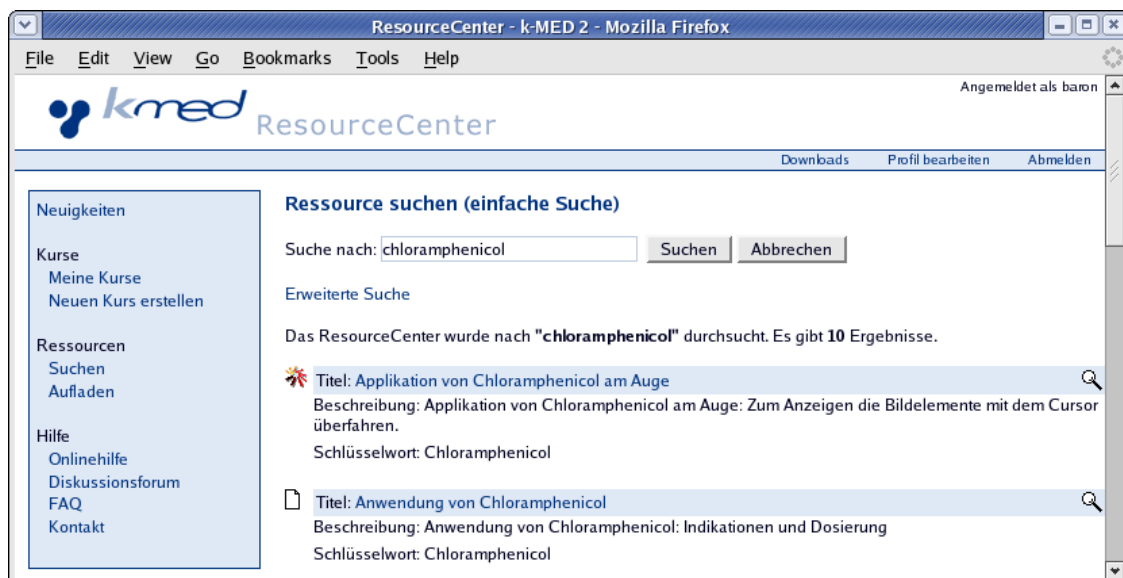 ResourceCenter - k-MED 2 - Mozilla Firefox
File Edit View Go Bookmarks Tools Help
Angemeldet als baron
kmed ResourceCenter
Downloads Profil bearbeiten Abmelden
Neuigkeiten
Kurse
Meine Kurse
Neuen Kurs erstellen
Ressourcen
Suchen
Aufladen
Hilfe
Onlinehilfe
Diskussionsforum
FAQ
Kontakt
Ressource suchen (einfache Suche)
Suche nach: chloramphenicol Suchen Abbrechen
Erweiterte Suche
Das ResourceCenter wurde nach "chloramphenicol" durchsucht. Es gibt 10 Ergebnisse.
Titel: Applikation von Chloramphenicol am Auge
Beschreibung: Applikation von Chloramphenicol am Auge: Zum Anzeigen die Bildelemente mit dem Cursor
überfahren.
Schlüsselwort: Chloramphenicol
Titel: Anwendung von Chloramphenicol
Beschreibung: Anwendung von Chloramphenicol: Indikationen und Dosierung
Schlüsselwort: Chloramphenicol